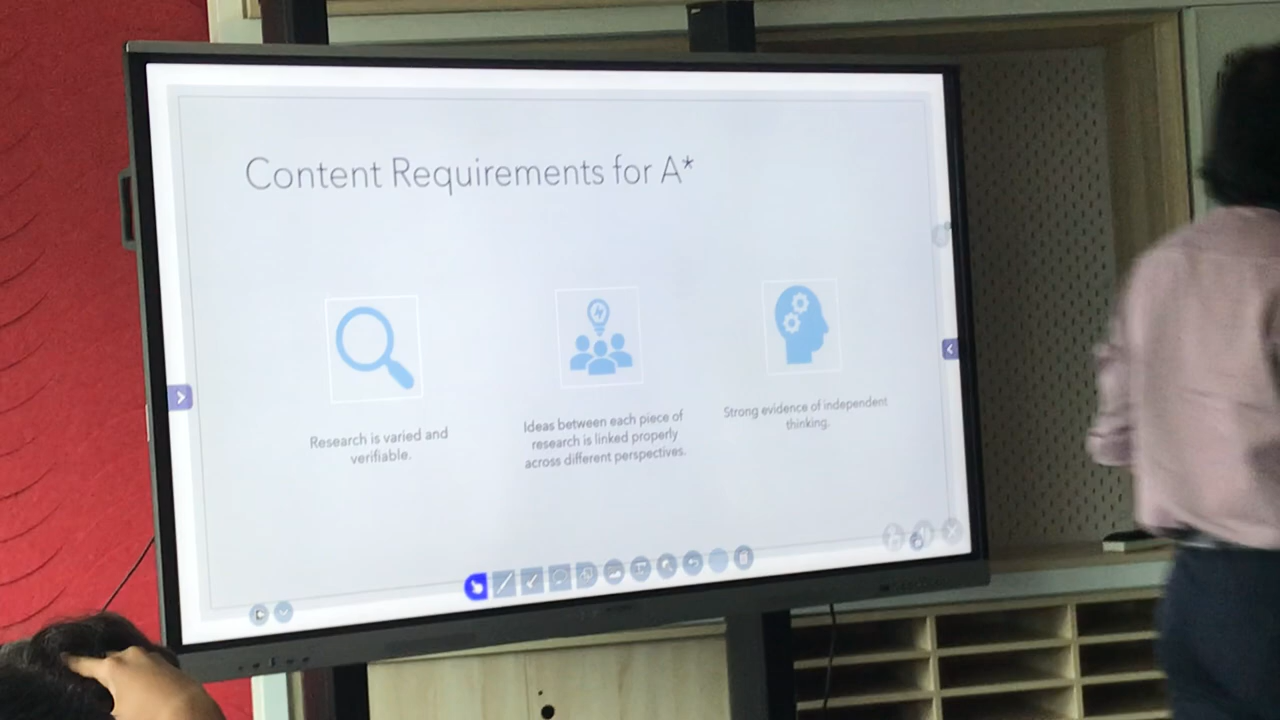 Content Requirements for A*
Research is varied and
verifiable.
Ideas between each piece of
research is linked properly
across different perspectives.
Strong evidence of independent
thinking.